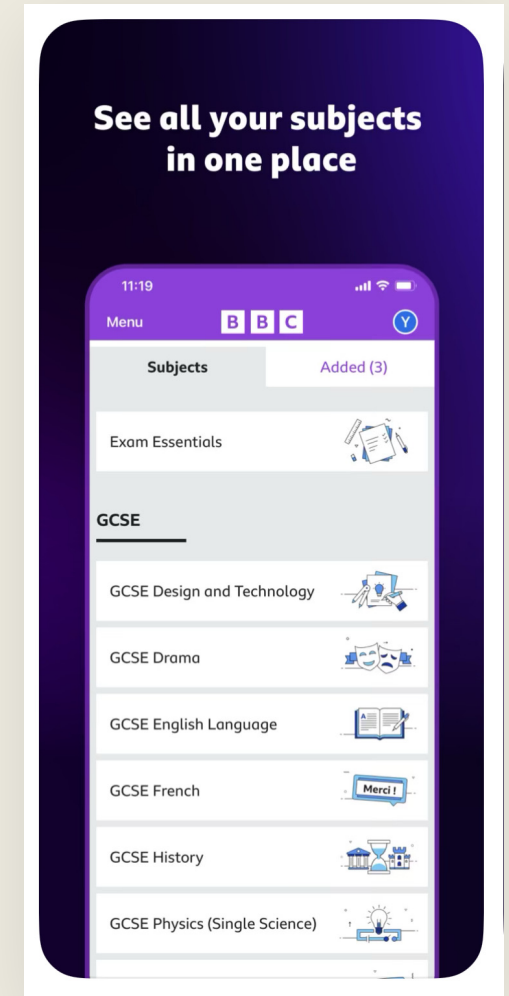 See all your subjects
in one place
11:19
Menu
BBC
Y
Subjects
Added (3)
Exam Essentials
GCSE
GCSE Design and Technology
GCSE Drama
GCSE English Language
A
GCSE French
Merci !
GCSE History
GCSE Physics (Single Science)